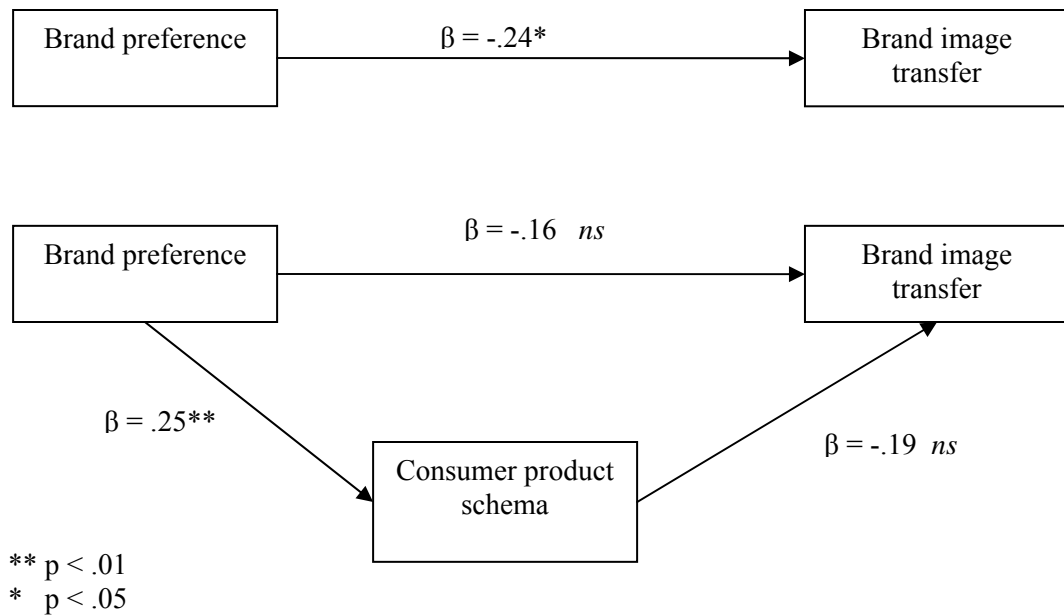 Brand preference
β = -.24*
Brand image
transfer
β = -.16 ns
Brand preference
Brand image
transfer
β = .25**
β = -.19 ns
Consumer product
schema
** p < .01
* p < .05